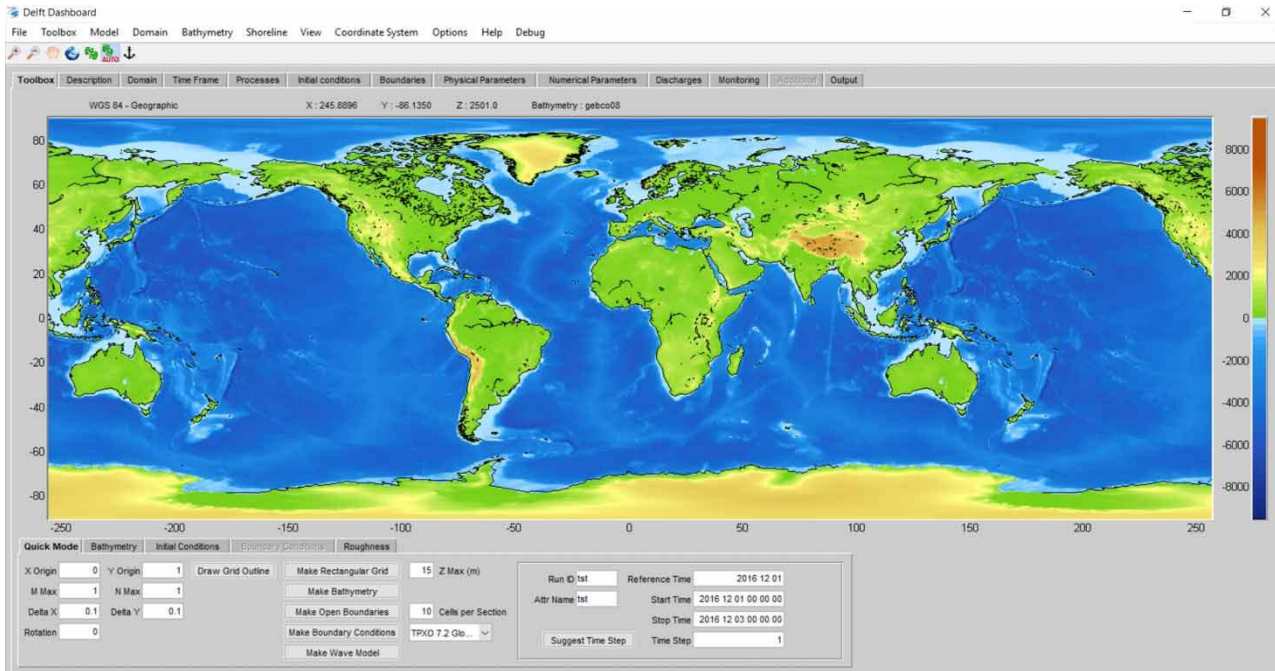 Delft Dashboard
File Toolbox Model Domain Bathymetry Shoreline View Coordinate System Options Help Debug
AUTO
Toolbox Description Domain Time Frame Processes Initial conditions Boundaries Physical Parameters Numerical Parameters Discharges Monitoring Additional Output
WGS 84 - Geographic X : 245.8896 Y : -86.1350 Z : 2501.0 Bathymetry : gebco08
80
60
40
20
0
-20
-40
-60
-80
-250 -200 -150 -100 -50 0 50 100 150 200 250
8000
6000
4000
2000
0
-2000
-4000
-6000
-8000
Quick Mode Bathymetry Initial Conditions Boundary Conditions Roughness
X Origin 0 Y Origin 1 Draw Grid Outline Make Rectangular Grid 15 Z Max (m)
M Max 1 N Max 1 Make Bathymetry
Delta X 0.1 Delta Y 0.1 Make Open Boundaries 10 Cells per Section
Rotation 0 Make Boundary Conditions TPXO 7.2 Glo...
Make Wave Model
Run ID tst Reference Time 2016 12 01
Attr Name tst Start Time 2016 12 01 00 00 00
Stop Time 2016 12 03 00 00 00
Suggest Time Step Time Step 1